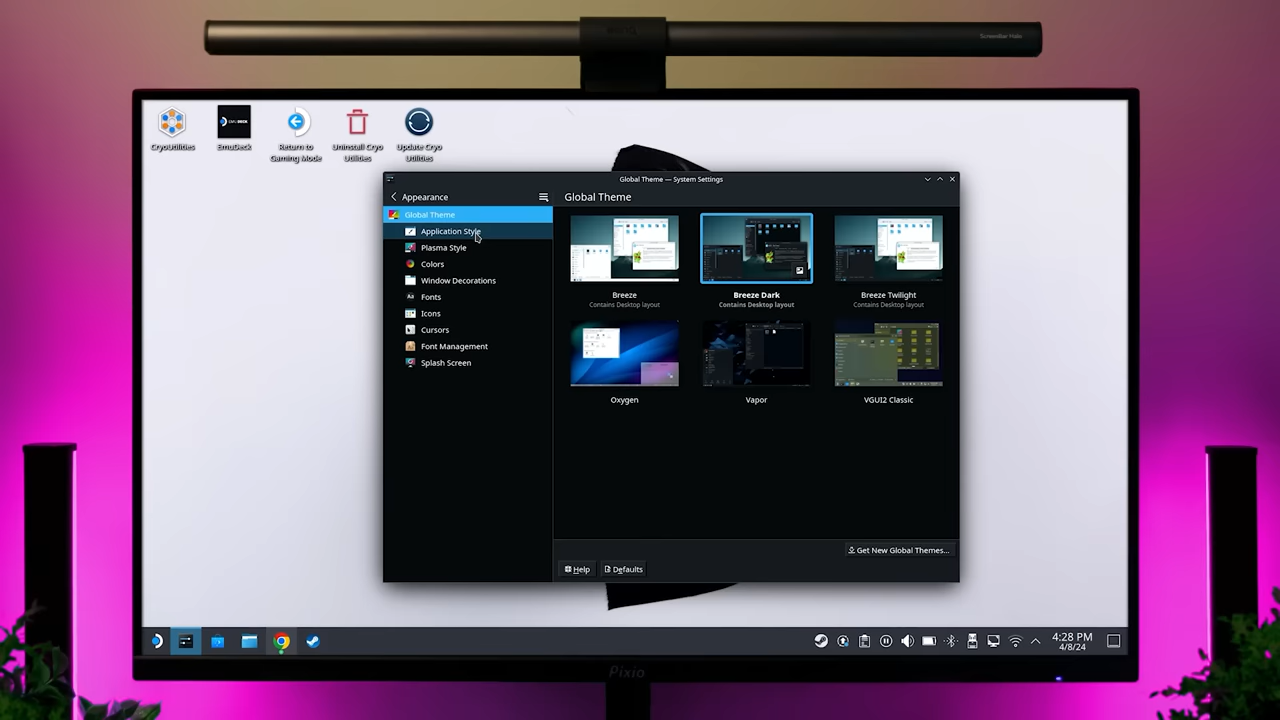 ScreenBar Halo
CryoUtilities
EmuDeck
Return to
Gaming Mode
Uninstall Cryo
Utilities
Update Cryo
Utilities
Global Theme — System Settings
Appearance
Global Theme
Global Theme
Application Style
Plasma Style
Colors
Window Decorations
Fonts
Icons
Cursors
Font Management
Splash Screen
Breeze
Contains Desktop layout
Breeze Dark
Contains Desktop layout
Breeze Twilight
Contains Desktop layout
Oxygen
Vapor
VGUI2 Classic
Get New Global Themes...
Help
Defaults
4:28 PM
4/8/24
Pixio